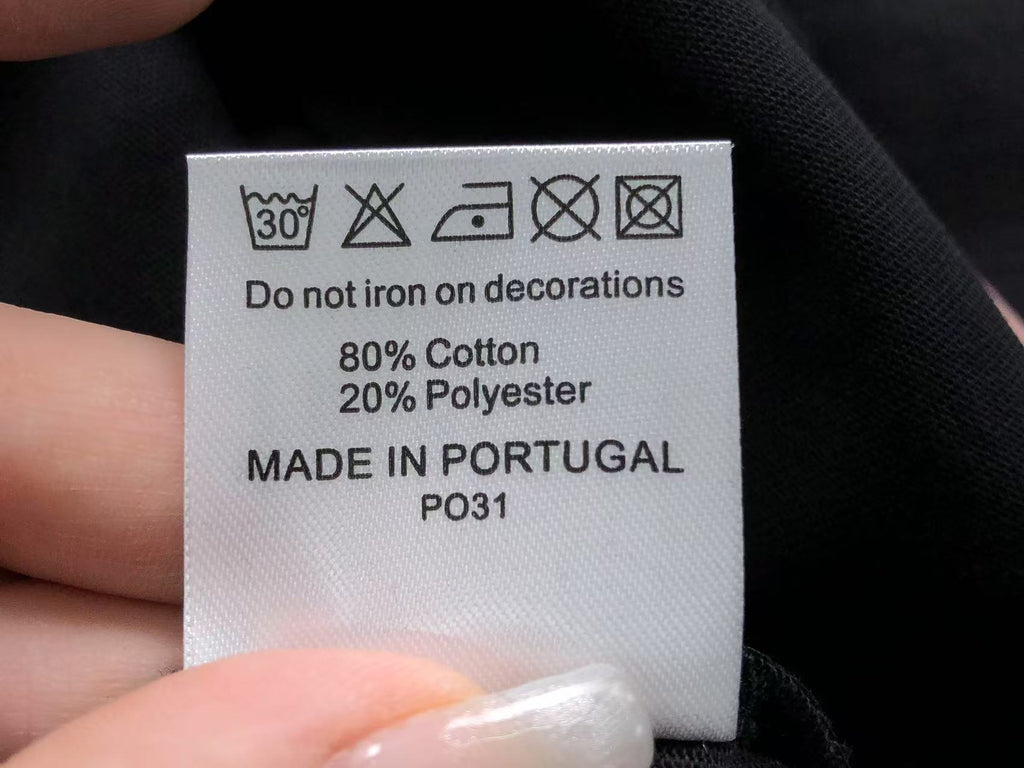 30°
Do not iron on decorations
80% Cotton
20% Polyester
MADE IN PORTUGAL
PO31